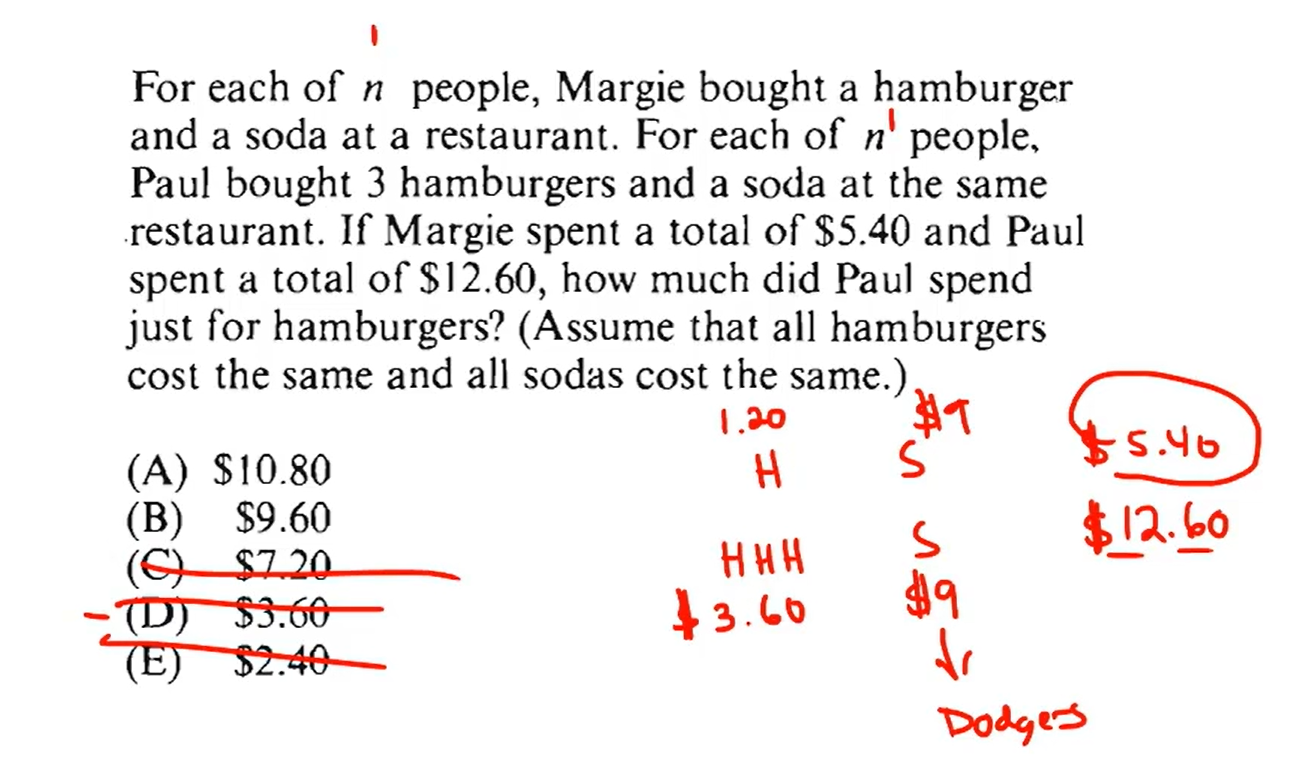 1
For each of n people, Margie bought a hamburger
and a soda at a restaurant. For each of n 1 people,
Paul bought 3 hamburgers and a soda at the same
restaurant. If Margie spent a total of $5.40 and Paul
spent a total of $12.60, how much did Paul spend
just for hamburgers? (Assume that all hamburgers
cost the same and all sodas cost the same.)
1.20 $9
H S $5.40
(A) $10.80
(B) $9.60
(C) $7.20
(D) $3.60
(E) $2.40
HHH S $12.60
$3.60 $9
Dodgers